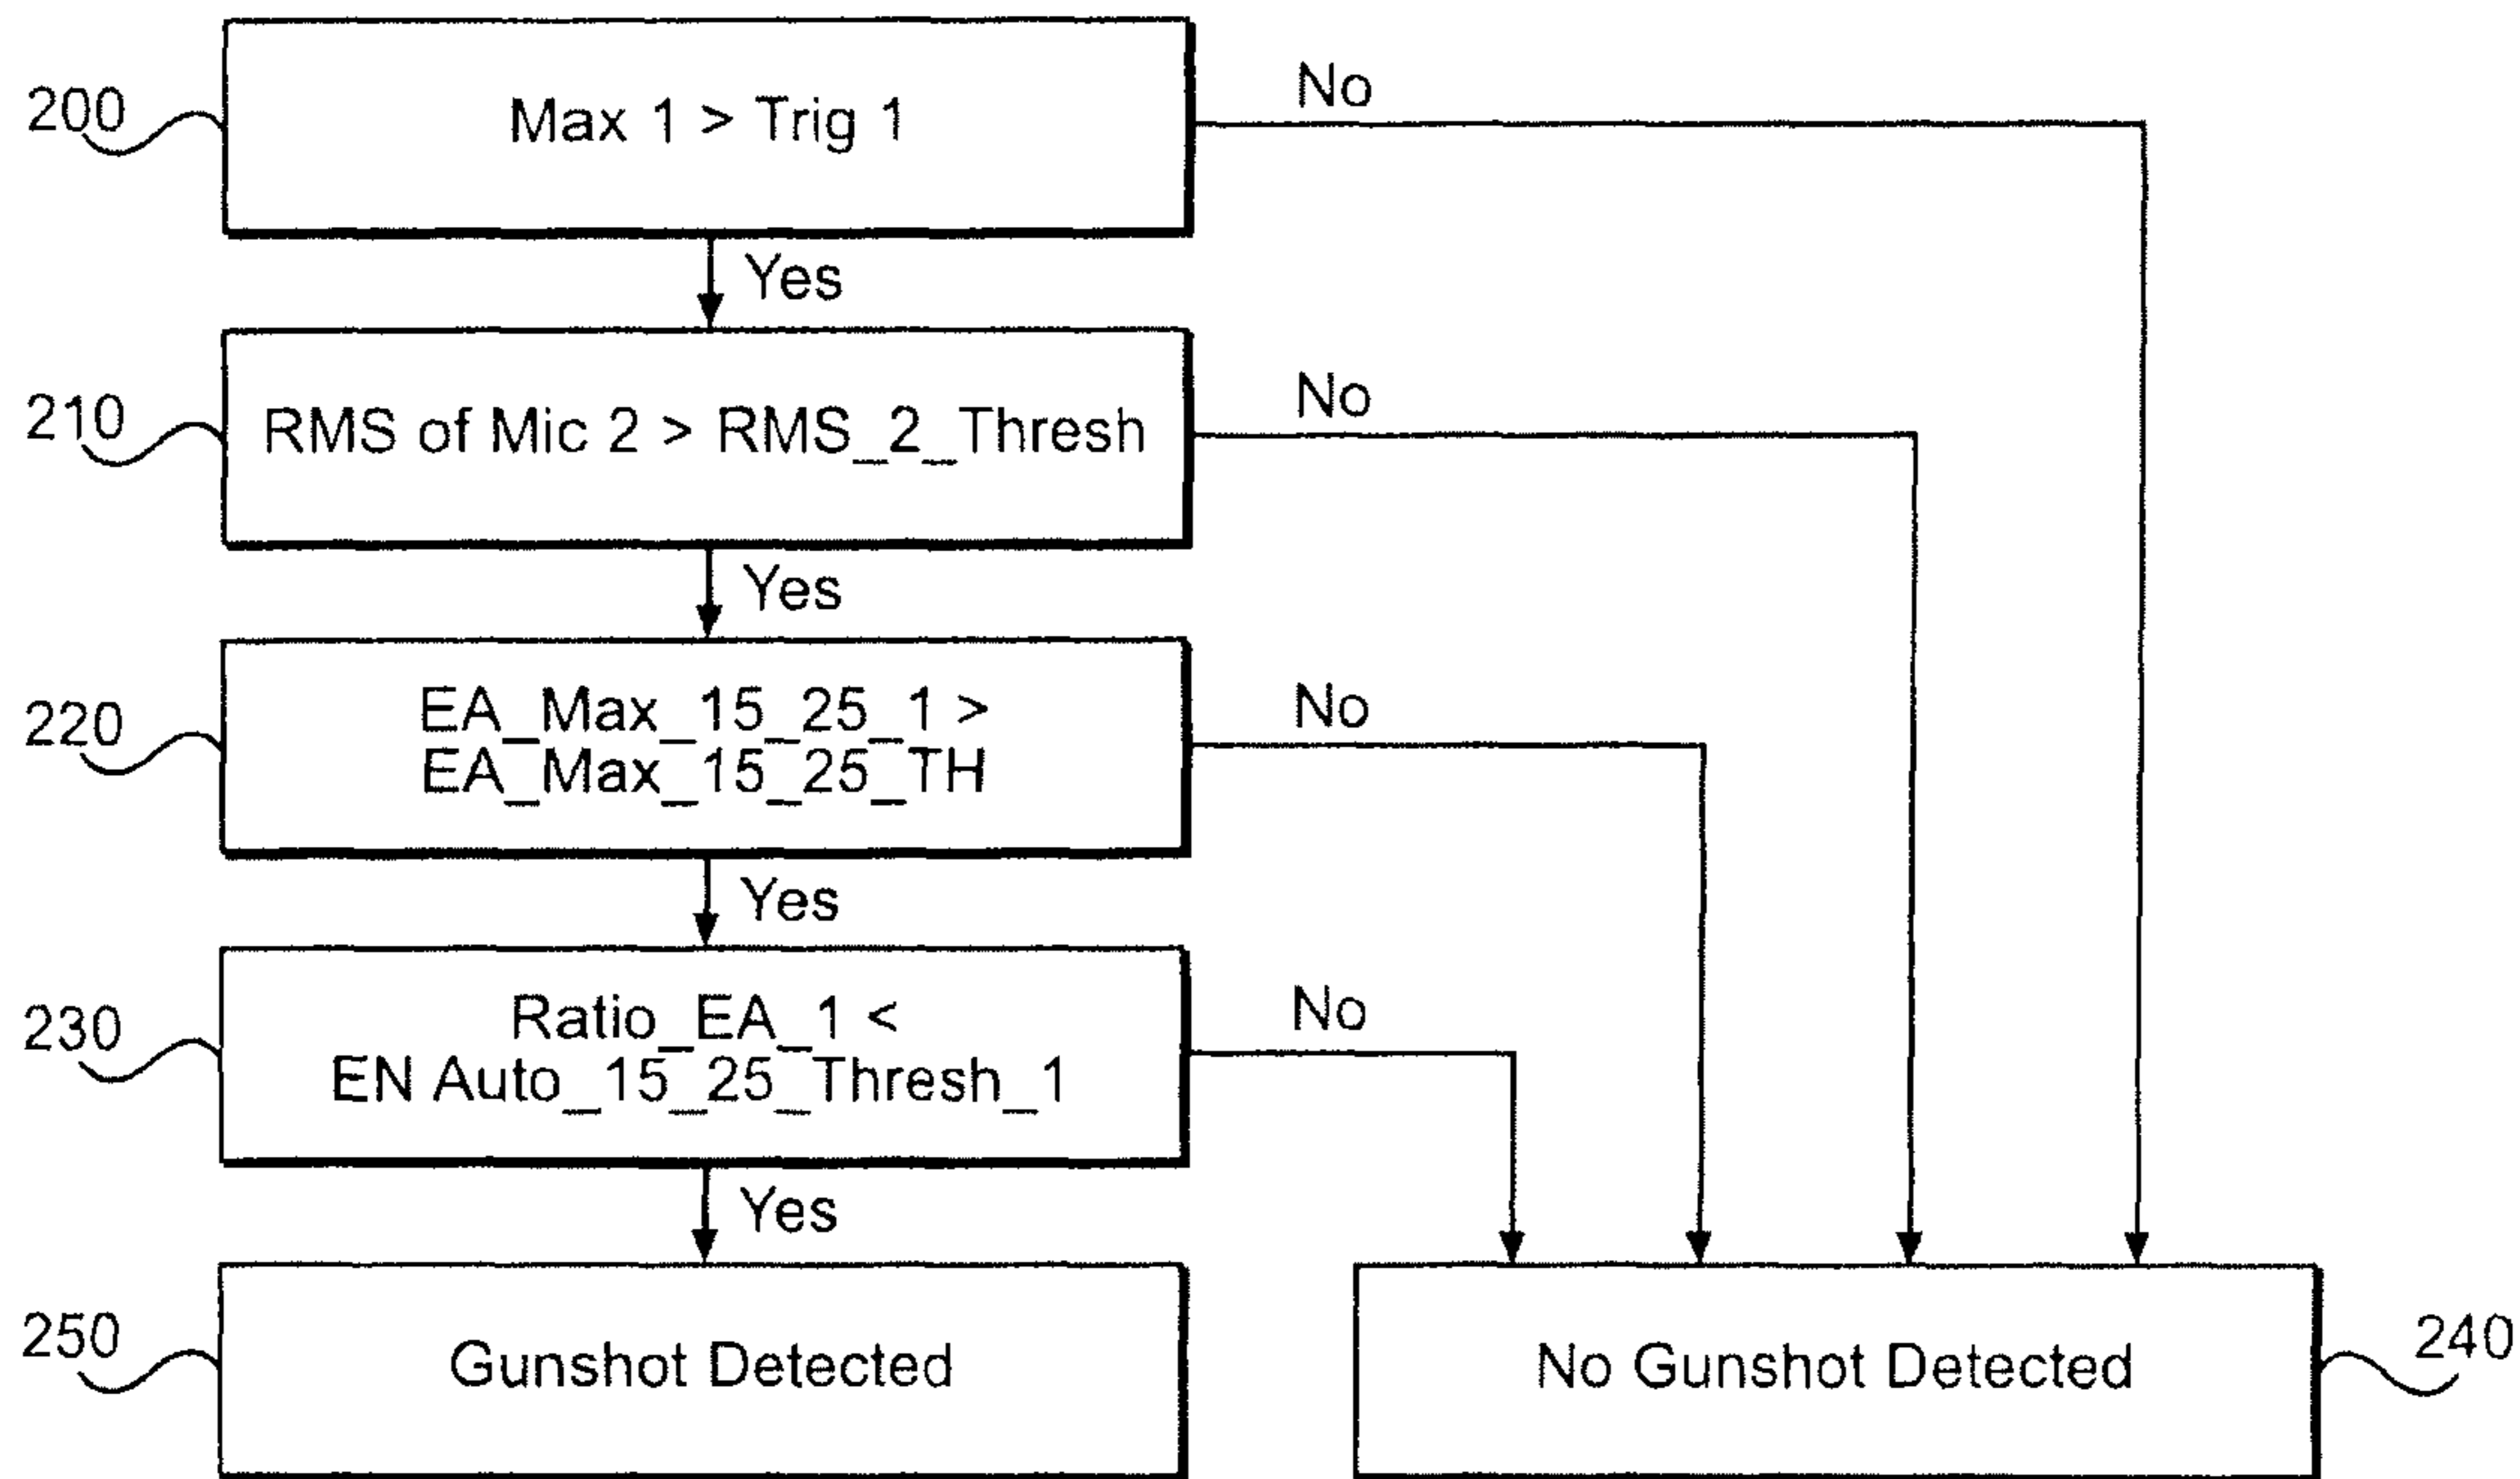 200
Max 1 > Trig 1
No
Yes
210
RMS of Mic 2 > RMS_2_Thresh
No
Yes
220
EA_Max_15_25_1 >
EA_Max_15_25_TH
No
Yes
230
Ratio_EA_1 <
EN Auto_15_25_Thresh_1
No
Yes
250
Gunshot Detected
No Gunshot Detected
240